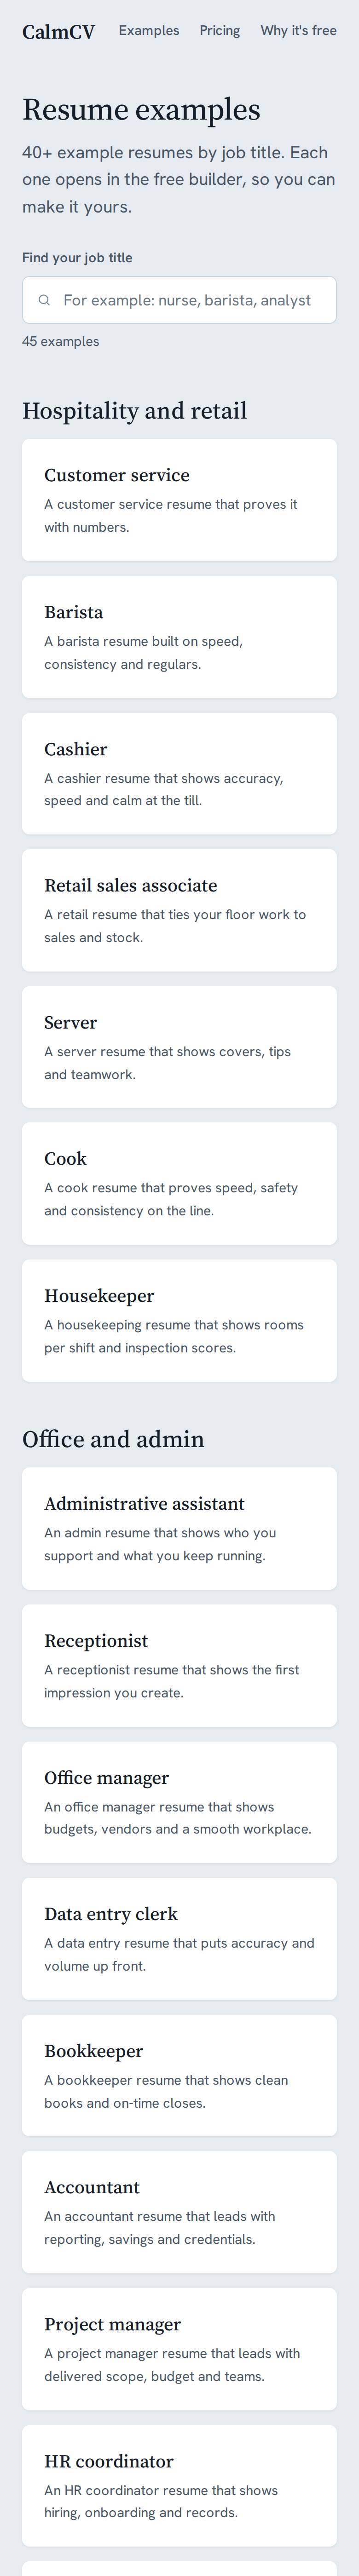 CalmCV Examples Pricing Why it's free
Resume examples
40+ example resumes by job title. Each
one opens in the free builder, so you can
make it yours.
Find your job title
For example: nurse, barista, analyst
45 examples
Hospitality and retail
Customer service
A customer service resume that proves it
with numbers.
Barista
A barista resume built on speed,
consistency and regulars.
Cashier
A cashier resume that shows accuracy,
speed and calm at the till.
Retail sales associate
A retail resume that ties your floor work to
sales and stock.
Server
A server resume that shows covers, tips
and teamwork.
Cook
A cook resume that proves speed, safety
and consistency on the line.
Housekeeper
A housekeeping resume that shows rooms
per shift and inspection scores.
Office and admin
Administrative assistant
An admin resume that shows who you
support and what you keep running.
Receptionist
A receptionist resume that shows the first
impression you create.
Office manager
An office manager resume that shows
budgets, vendors and a smooth workplace.
Data entry clerk
A data entry resume that puts accuracy and
volume up front.
Bookkeeper
A bookkeeper resume that shows clean
books and on-time closes.
Accountant
An accountant resume that leads with
reporting, savings and credentials.
Project manager
A project manager resume that leads with
delivered scope, budget and teams.
HR coordinator
An HR coordinator resume that shows
hiring, onboarding and records.